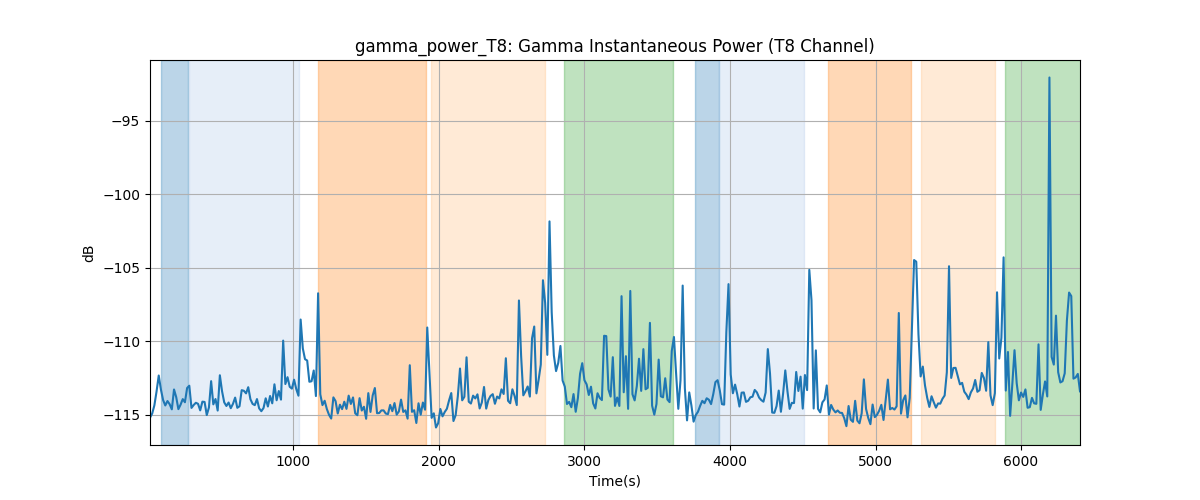 gamma_power_T8: Gamma Instantaneous Power (T8 Channel)
−95
−100
−105
−110
−115
dB
1000 2000 3000 4000 5000 6000
Time(s)